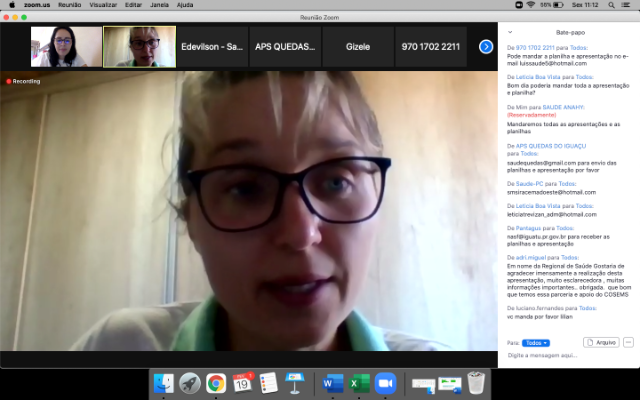 zoom.us Reunião Visualizar Editar Janela Ajuda
55% Sex 11:12
Reunião Zoom
Edevilson - Sa... APS QUEDAS... Gizele 970 1702 2211
Recording
Bate-papo
De 970 1702 2211 para Todos:
Pode mandar a planilha e apresentação no e-
mail luissaude5@hotmail.com
De Leticia Boa Vista para Todos:
Bom dia poderia mandar toda a apresentação
e planilha?
De Mim para SAUDE ANAHY:
(Reservadamente)
Mandaremos todas as apresentações e as
planilhas
De APS QUEDAS DO IGUAÇU
para Todos:
saudequedas@gmail.com para envio das
planilhas e apresentação por favor
De Saude-PC para Todos:
smsiracemadoeste@hotmail.com
De Leticia Boa Vista para Todos:
leticiatrevizan_adm@hotmail.com
De Pentagus para Todos:
nasf@iguatu.pr.gov.br para receber as
planilhas e apresentação
De adri.miguel para Todos:
Em nome da Regional de Saúde Gostaria de
agradecer imensamente a realização desta
apresentação, muito esclarecedora , muitas
informações importantes.. obrigada. que bom
que temos essa parceria e apoio do COSEMS
De luciano.fernandes para Todos:
vc manda por favor lilian
Para: Todos Arquivo
Digite a mensagem aqui...
19